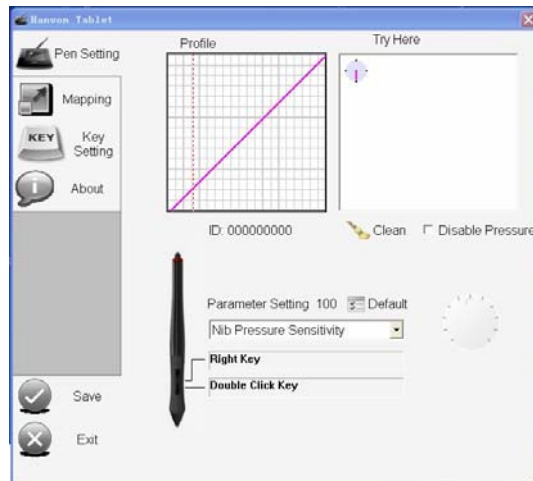 Hanvon Tablet
Pen Setting
Profile
Try Here
Mapping
KEY
Key
Setting
About
ID: 000000000
Clean
Disable Pressure
Parameter Setting 100
Default
Nib Pressure Sensitivity
Right Key
Double Click Key
Save
Exit